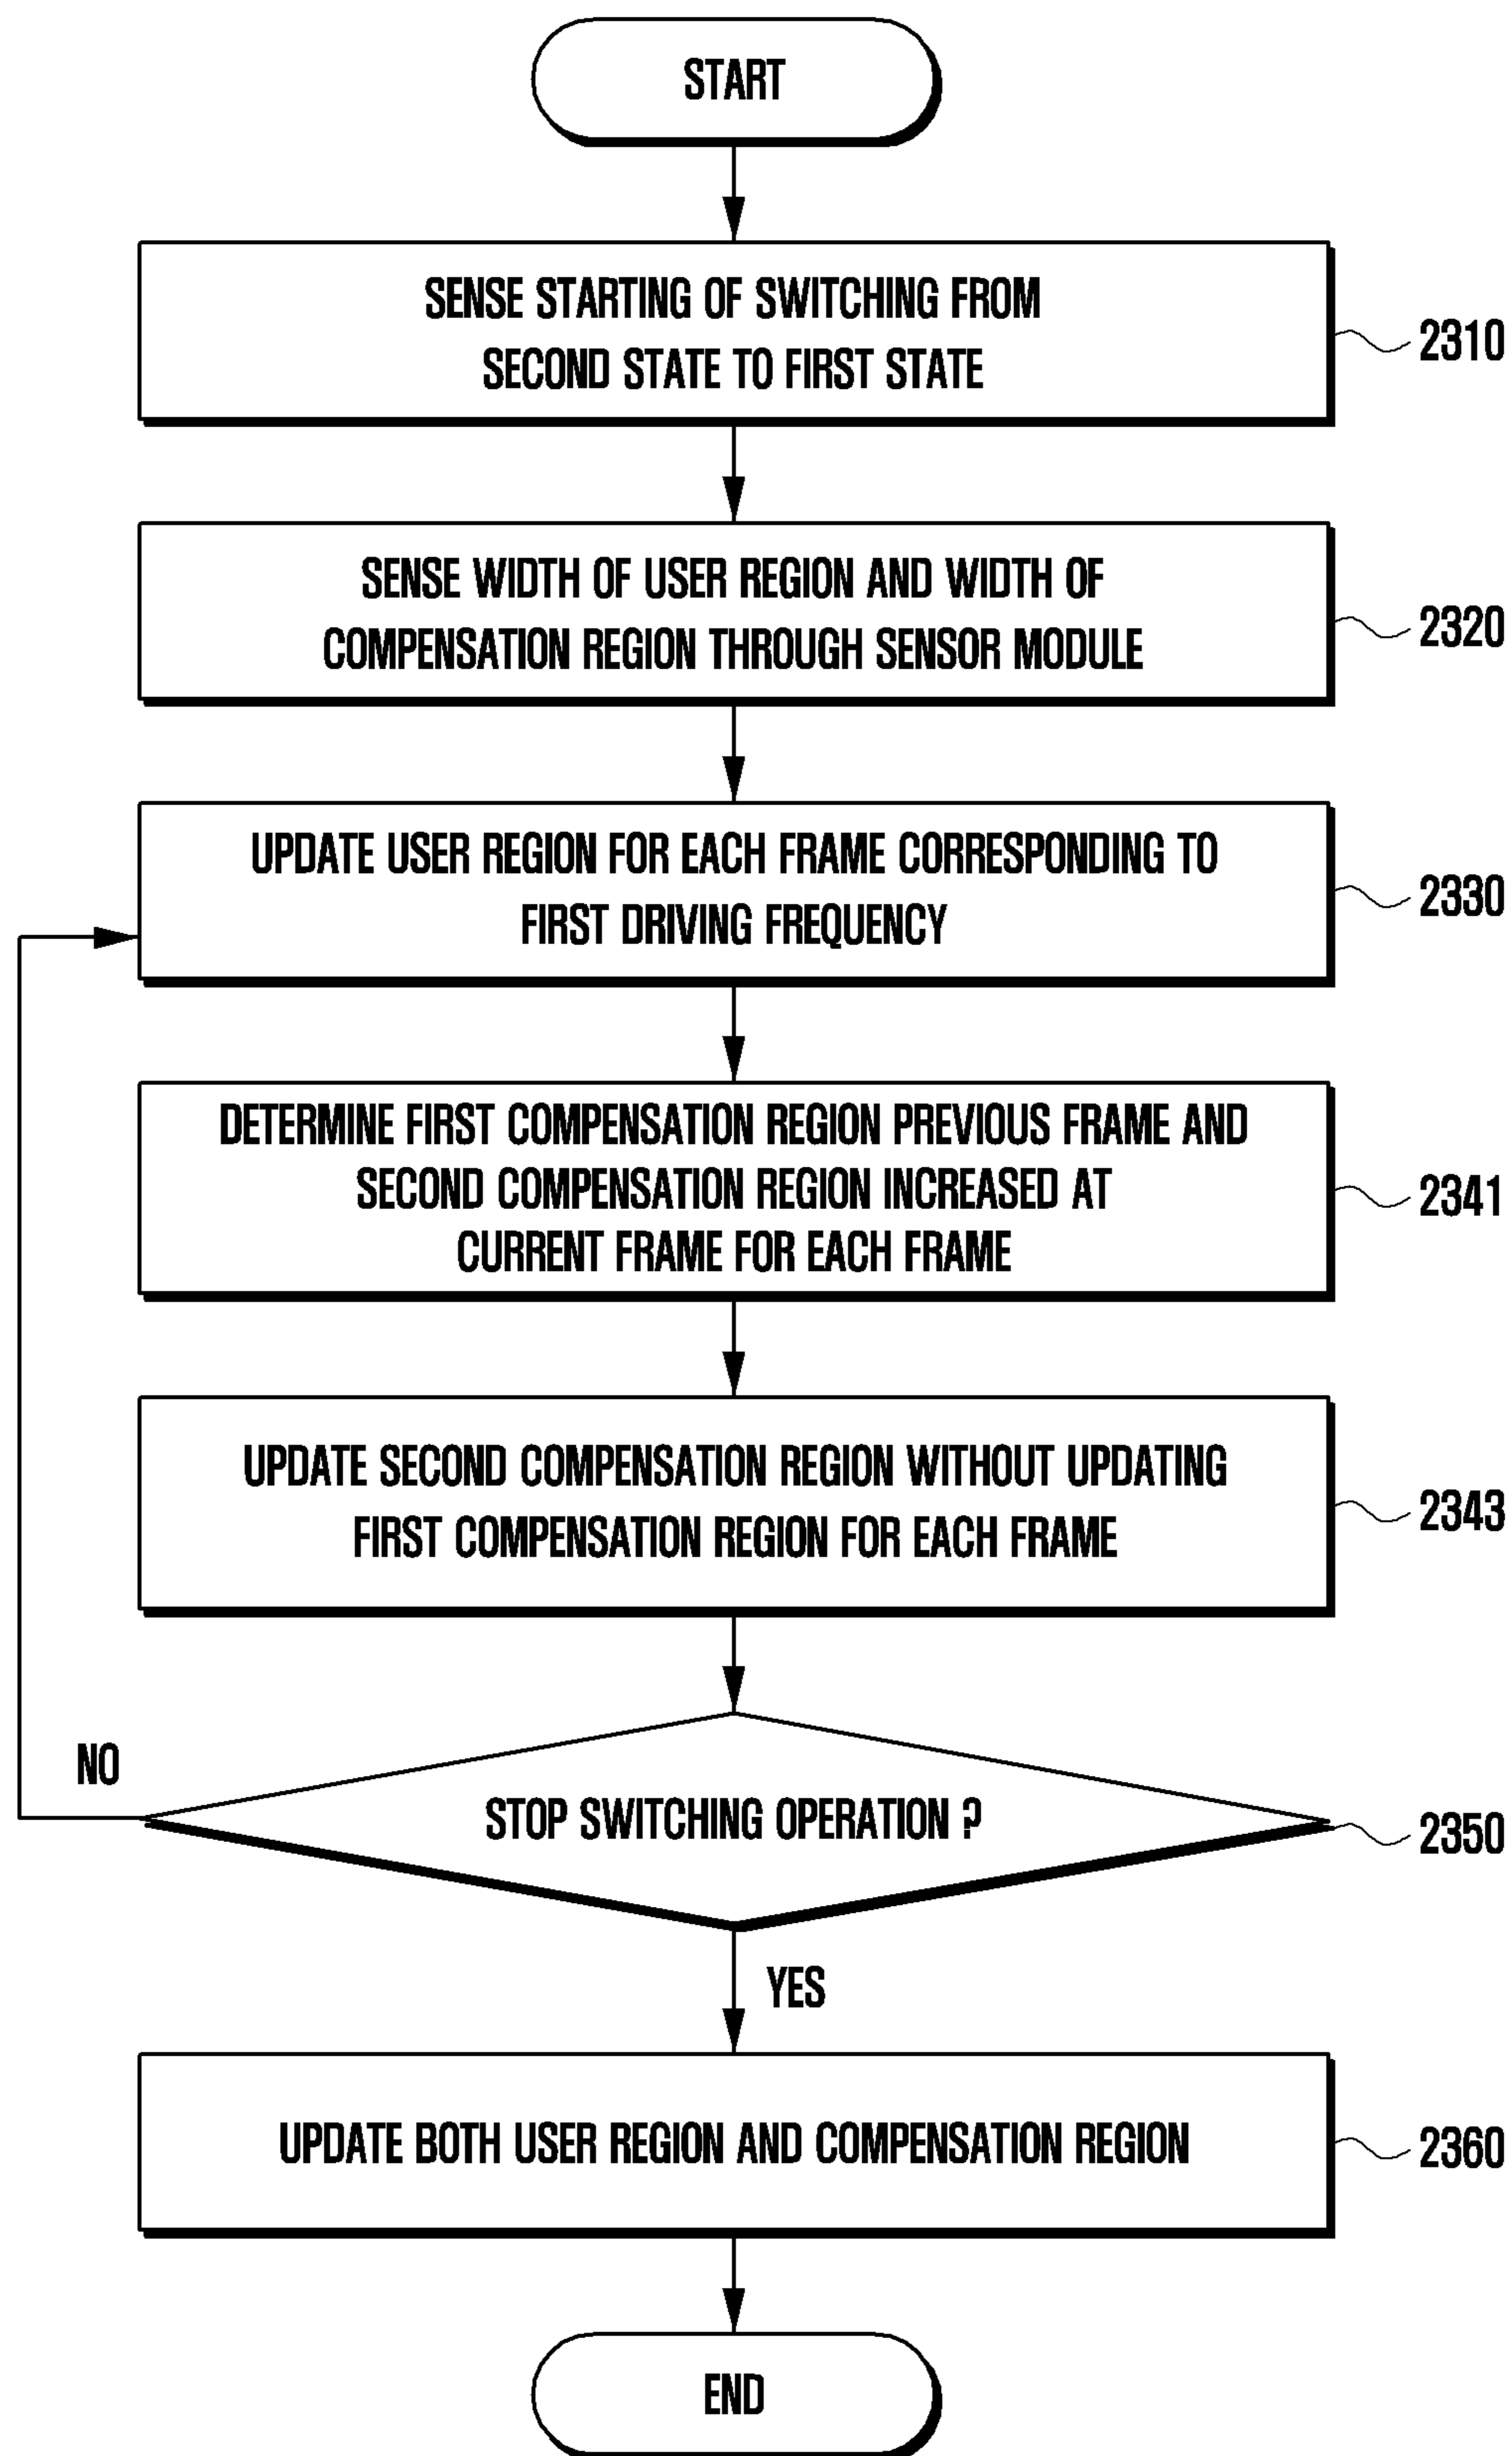 START
SENSE STARTING OF SWITCHING FROM
SECOND STATE TO FIRST STATE
2310
SENSE WIDTH OF USER REGION AND WIDTH OF
COMPENSATION REGION THROUGH SENSOR MODULE
2320
UPDATE USER REGION FOR EACH FRAME CORRESPONDING TO
FIRST DRIVING FREQUENCY
2330
DETERMINE FIRST COMPENSATION REGION PREVIOUS FRAME AND
SECOND COMPENSATION REGION INCREASED AT
CURRENT FRAME FOR EACH FRAME
2341
UPDATE SECOND COMPENSATION REGION WITHOUT UPDATING
FIRST COMPENSATION REGION FOR EACH FRAME
2343
NO
STOP SWITCHING OPERATION ?
2350
YES
UPDATE BOTH USER REGION AND COMPENSATION REGION
2360
END